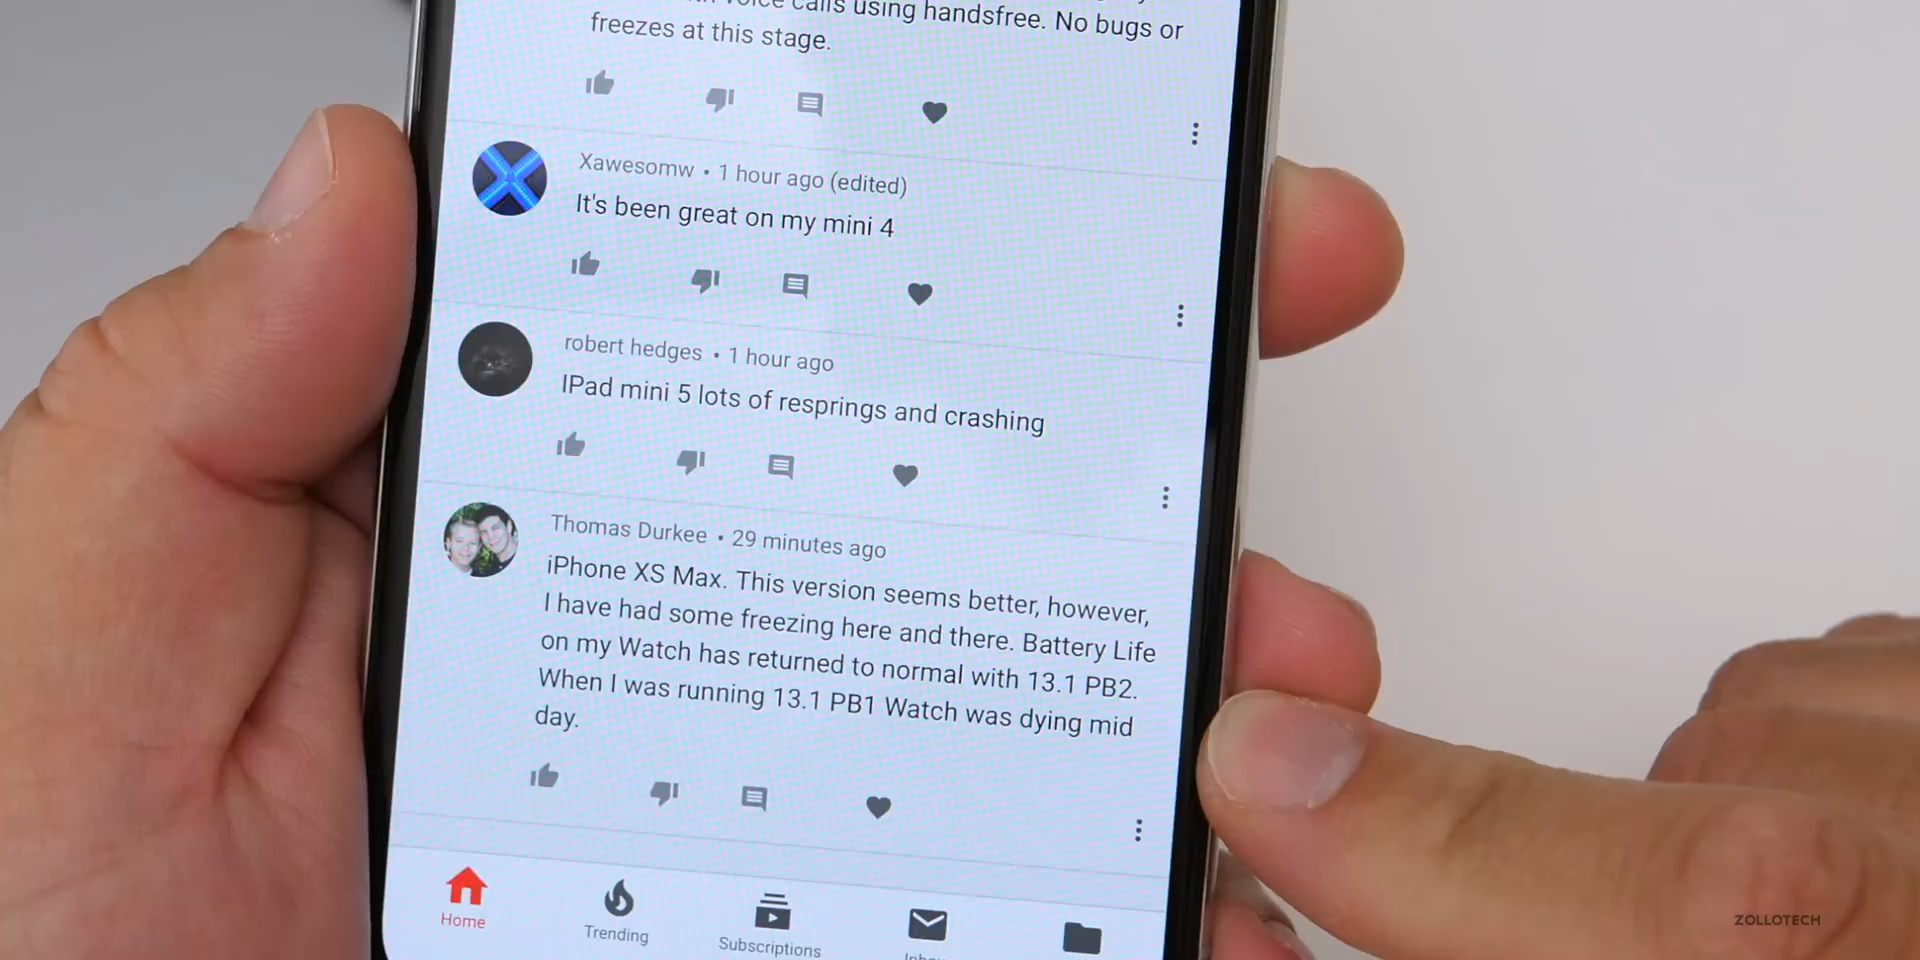 voice calls using handsfree. No bugs or
freezes at this stage.
Xawesomw • 1 hour ago (edited)
It's been great on my mini 4
robert hedges • 1 hour ago
IPad mini 5 lots of resprings and crashing
Thomas Durkee • 29 minutes ago
iPhone XS Max. This version seems better, however,
I have had some freezing here and there. Battery Life
on my Watch has returned to normal with 13.1 PB2.
When I was running 13.1 PB1 Watch was dying mid
day.
Home
Trending
Subscriptions
ZOLLOTECH